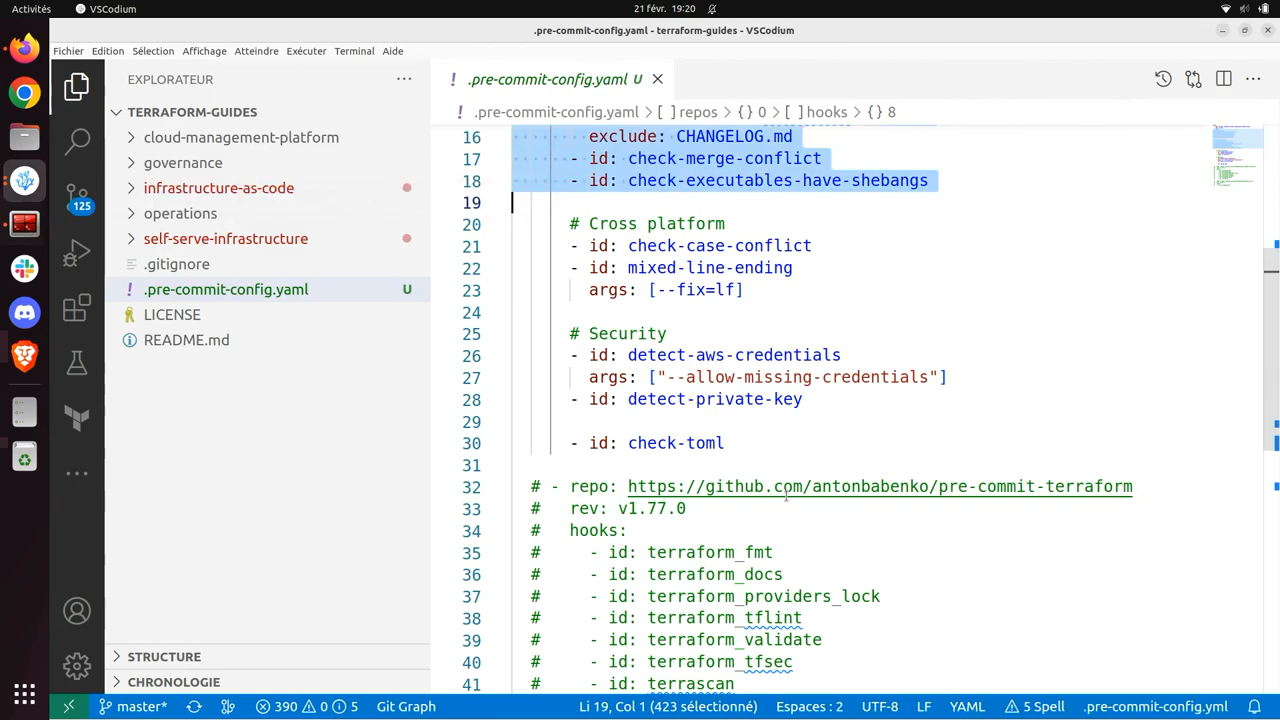 Activités
VSCodium
21 févr. 19:20
.pre-commit-config.yaml - terraform-guides - VSCodium
Fichier Edition Sélection Affichage Atteindre Exécuter Terminal Aide
EXPLORATEUR
.pre-commit-config.yaml U
TERRAFORM-GUIDES
.pre-commit-config.yaml > [ ] repos > { } 0 > [ ] hooks > { } 8
cloud-management-platform
governance
infrastructure-as-code
operations
self-serve-infrastructure
.gitignore
.pre-commit-config.yaml U
LICENSE
README.md
125
16 exclude: CHANGELOG.md
17 - id: check-merge-conflict
18 - id: check-executables-have-shebangs
19
20 # Cross platform
21 - id: check-case-conflict
22 - id: mixed-line-ending
23 args: [--fix=lf]
24
25 # Security
26 - id: detect-aws-credentials
27 args: ["--allow-missing-credentials"]
28 - id: detect-private-key
29
30 - id: check-toml
31
32 # - repo: https://github.com/antonbabenko/pre-commit-terraform
33 # rev: v1.77.0
34 # hooks:
35 # - id: terraform_fmt
36 # - id: terraform_docs
37 # - id: terraform_providers_lock
38 # - id: terraform_tflint
39 # - id: terraform_validate
40 # - id: terraform_tfsec
41 # - id: terrascan
STRUCTURE
CHRONOLOGIE
master* 390 0 5 Git Graph Li 19, Col 1 (423 sélectionné) Espaces : 2 UTF-8 LF YAML 5 Spell .pre-commit-config.yml